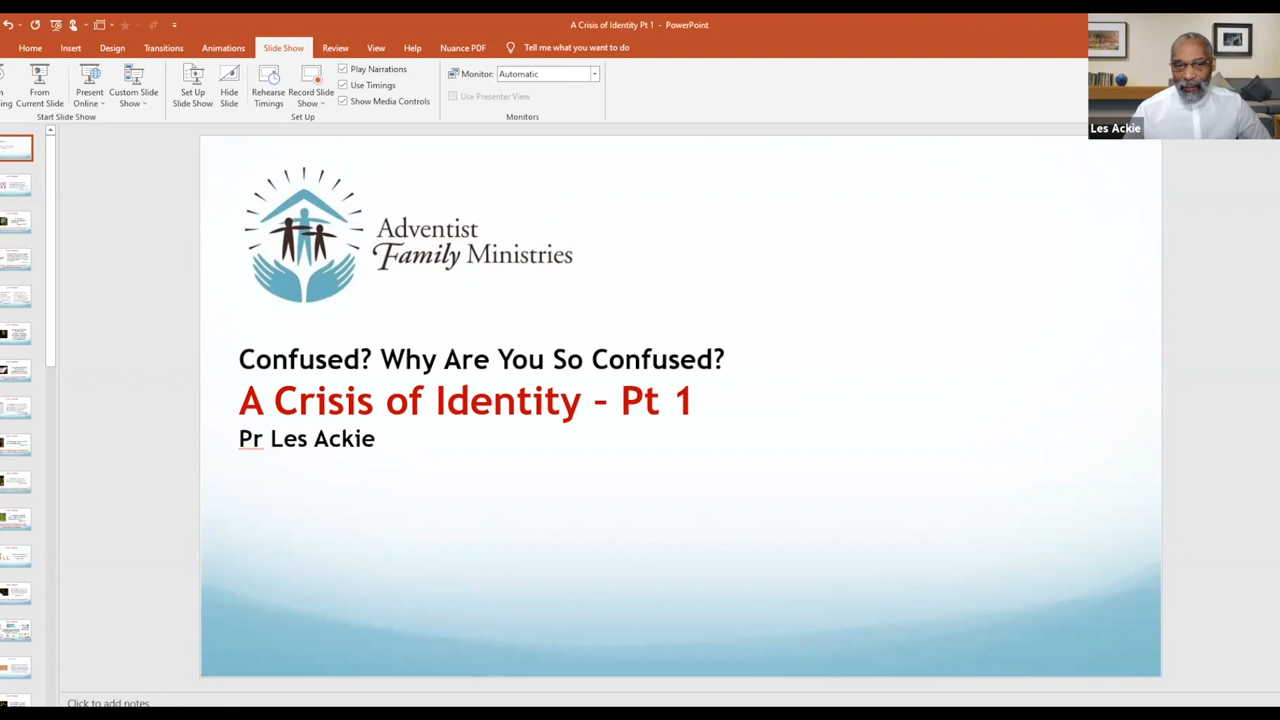 A Crisis of Identity Pt 1 - PowerPoint
Home Insert Design Transitions Animations Slide Show Review View Help Nuance PDF Tell me what you want to do
From Current Slide
Present Online
Custom Slide Show
Set Up Slide Show
Hide Slide
Rehearse Timings
Record Slide Show
Play Narrations
Use Timings
Show Media Controls
Monitor: Automatic
Use Presenter View
Start Slide Show
Set Up
Monitors
Les Ackie
Adventist
Family Ministries
Confused? Why Are You So Confused?
A Crisis of Identity – Pt 1
Pr Les Ackie
Click to add notes